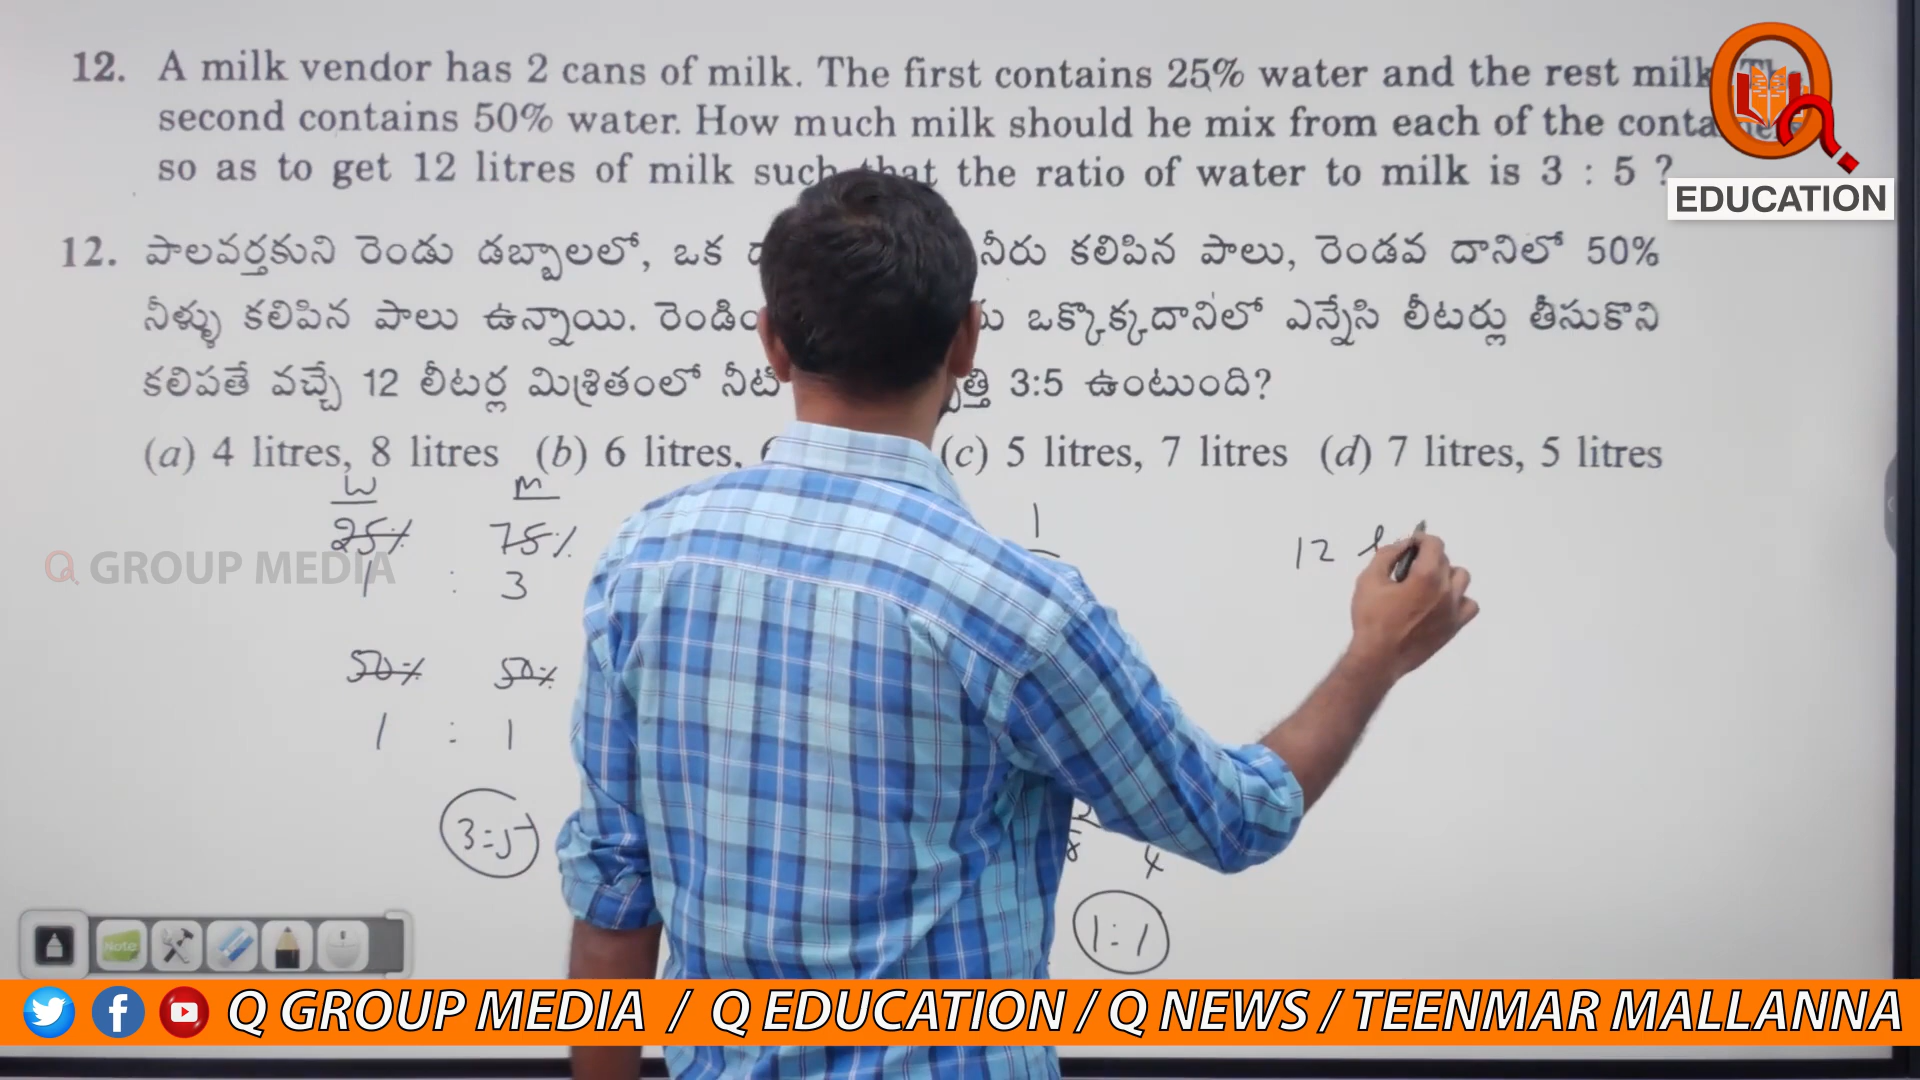 12. A milk vendor has 2 cans of milk. The first contains 25% water and the rest milk.
second contains 50% water. How much milk should he mix from each of the
so as to get 12 litres of milk such that the ratio of water to milk is 3 : 5 ?
EDUCATION
12. పాలవర్తకుని రెండు డబ్బాలలో, ఒక నీరు కలిపిన పాలు, రెండవ దానిలో 50%
నీళ్ళు కలిపిన పాలు ఉన్నాయి. ఒక్కొక్కదానిలో ఎన్నేసి లీటర్లు తీసుకొని
కలిపతే వచ్చే 12 లీటర్ల మిశ్రితంలో 3:5 ఉంటుంది?
(a) 4 litres, 8 litres (b) 6 litres, (c) 5 litres, 7 litres (d) 7 litres, 5 litres
W m
25% 75% 1 12
Q GROUP MEDIA
1 : 3
50% 50%
1 : 1
3=5
4
1:1
Note
Q GROUP MEDIA / Q EDUCATION / Q NEWS / TEENMAR MALLANNA